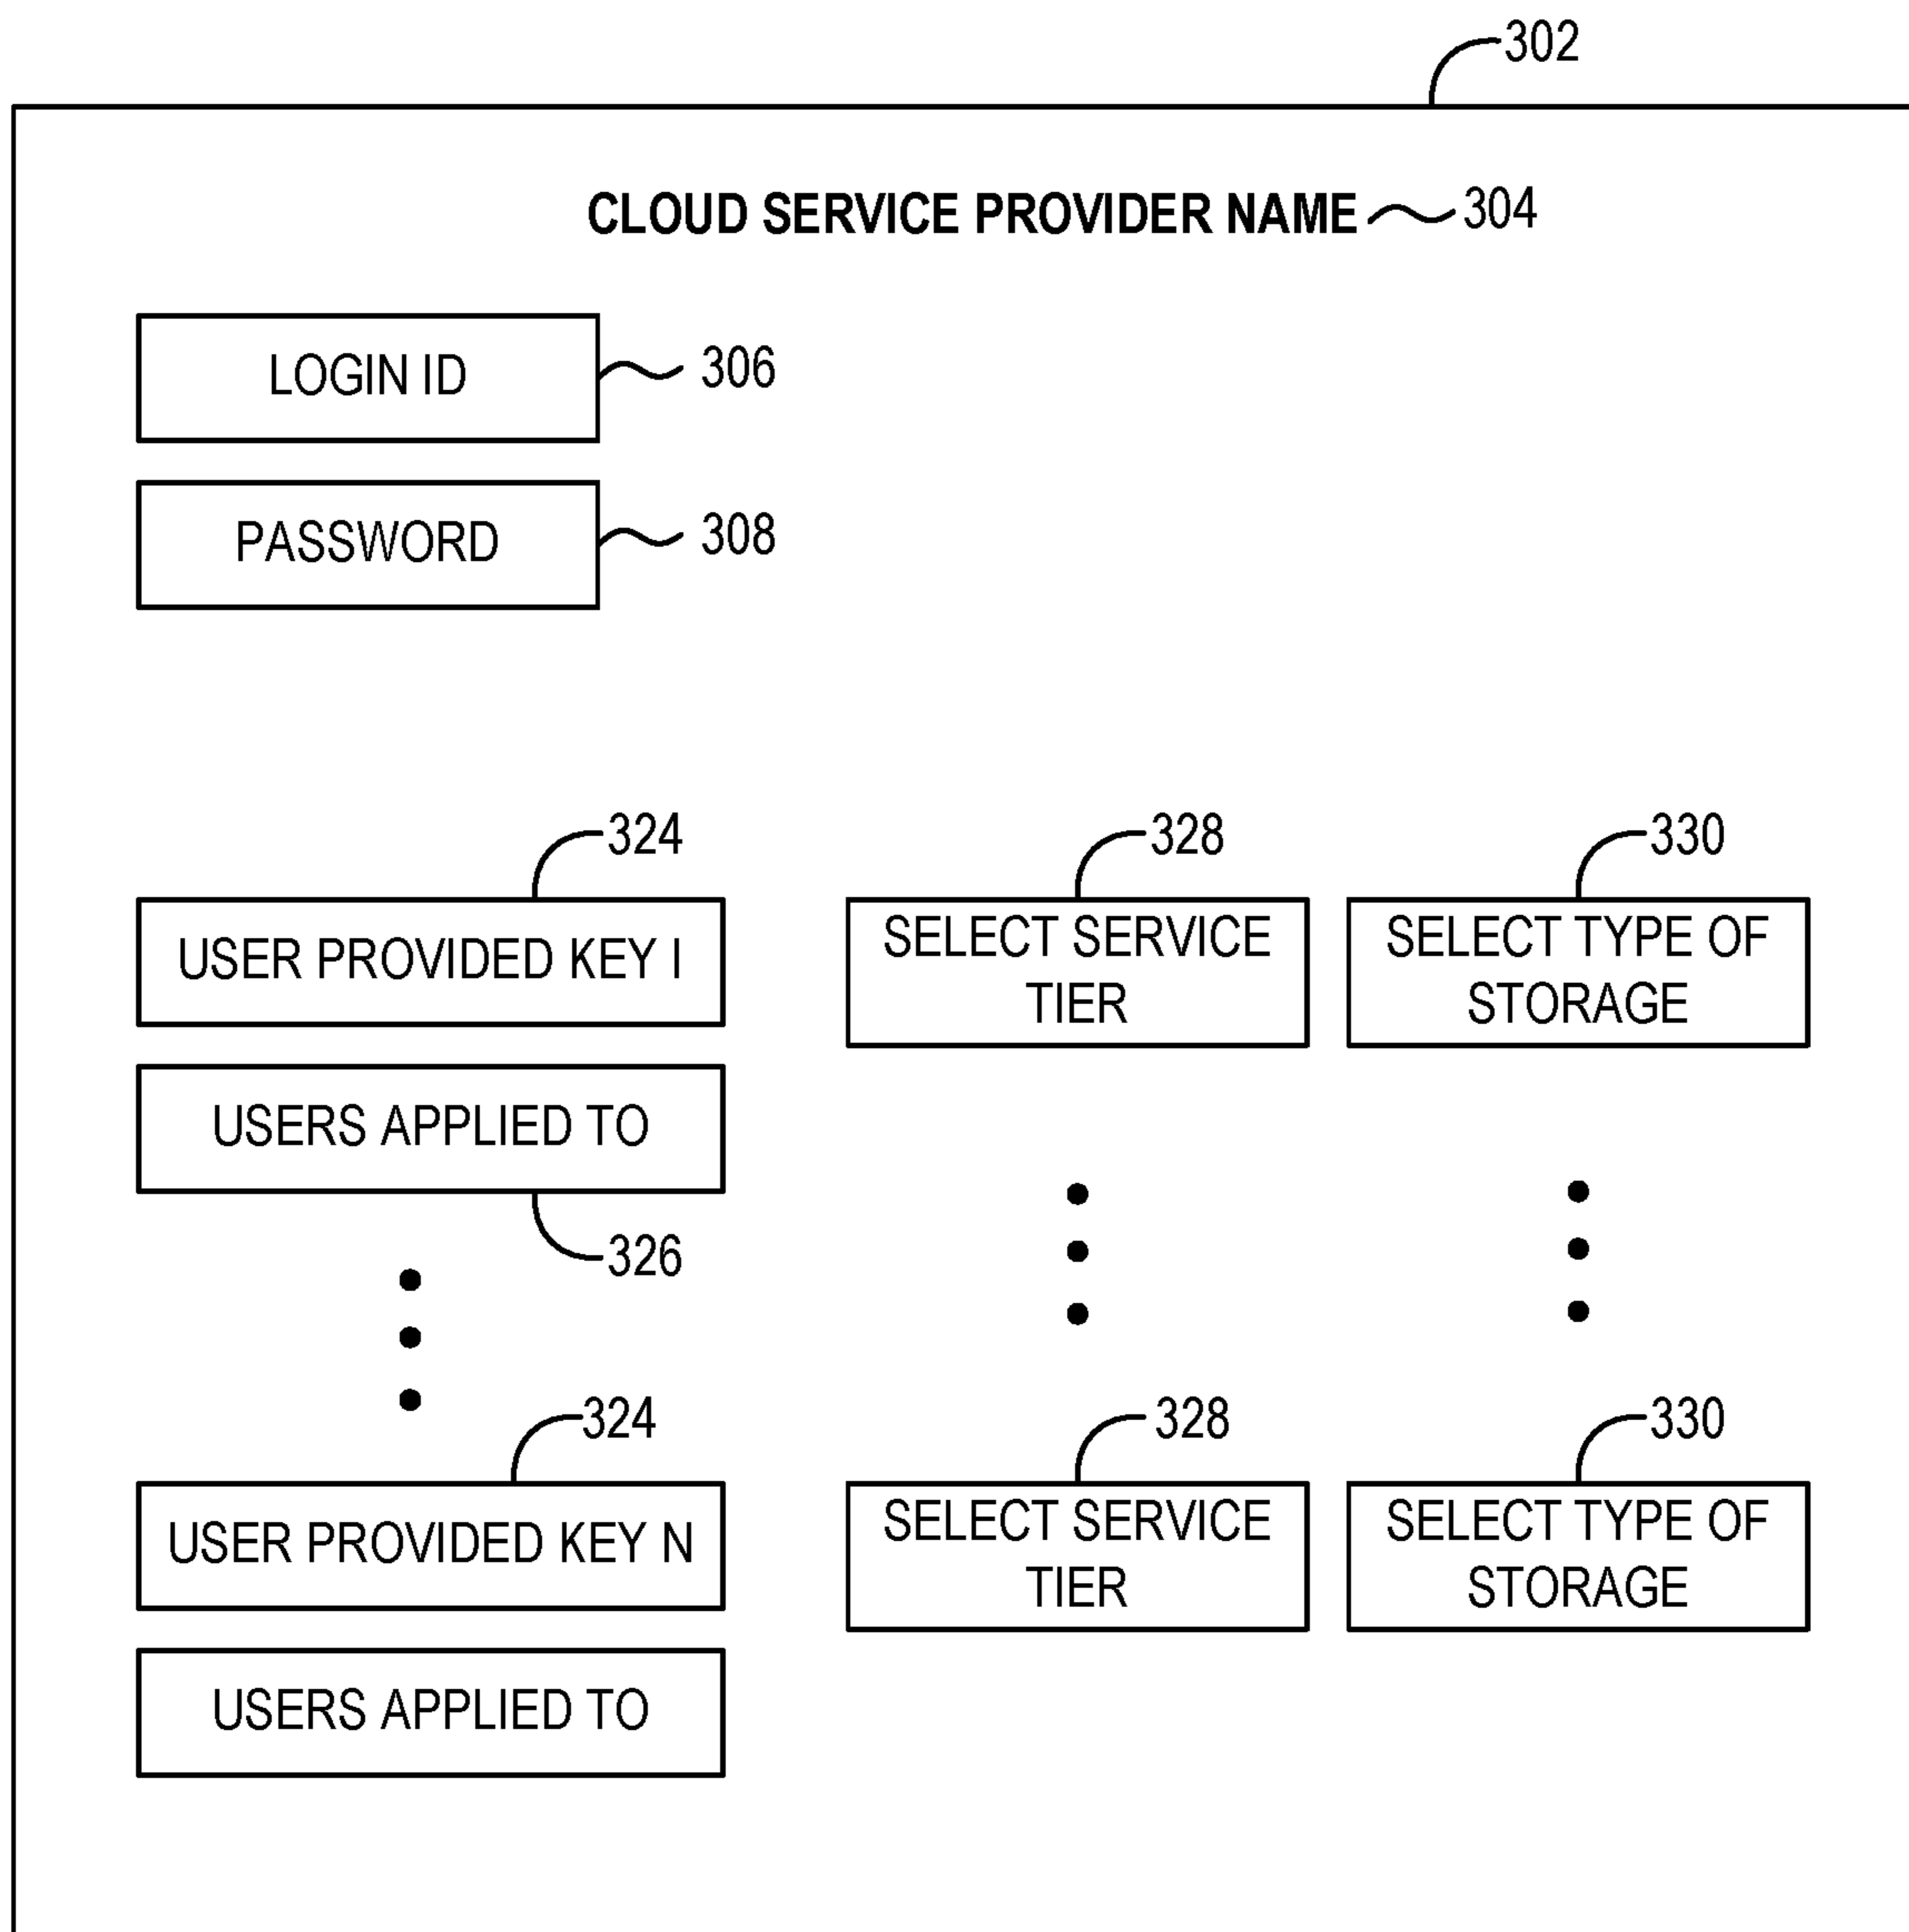 302
CLOUD SERVICE PROVIDER NAME 304
LOGIN ID 306
PASSWORD 308
324 328 330
USER PROVIDED KEY I
SELECT SERVICE
TIER
SELECT TYPE OF
STORAGE
USERS APPLIED TO
326
324 328 330
USER PROVIDED KEY N
SELECT SERVICE
TIER
SELECT TYPE OF
STORAGE
USERS APPLIED TO